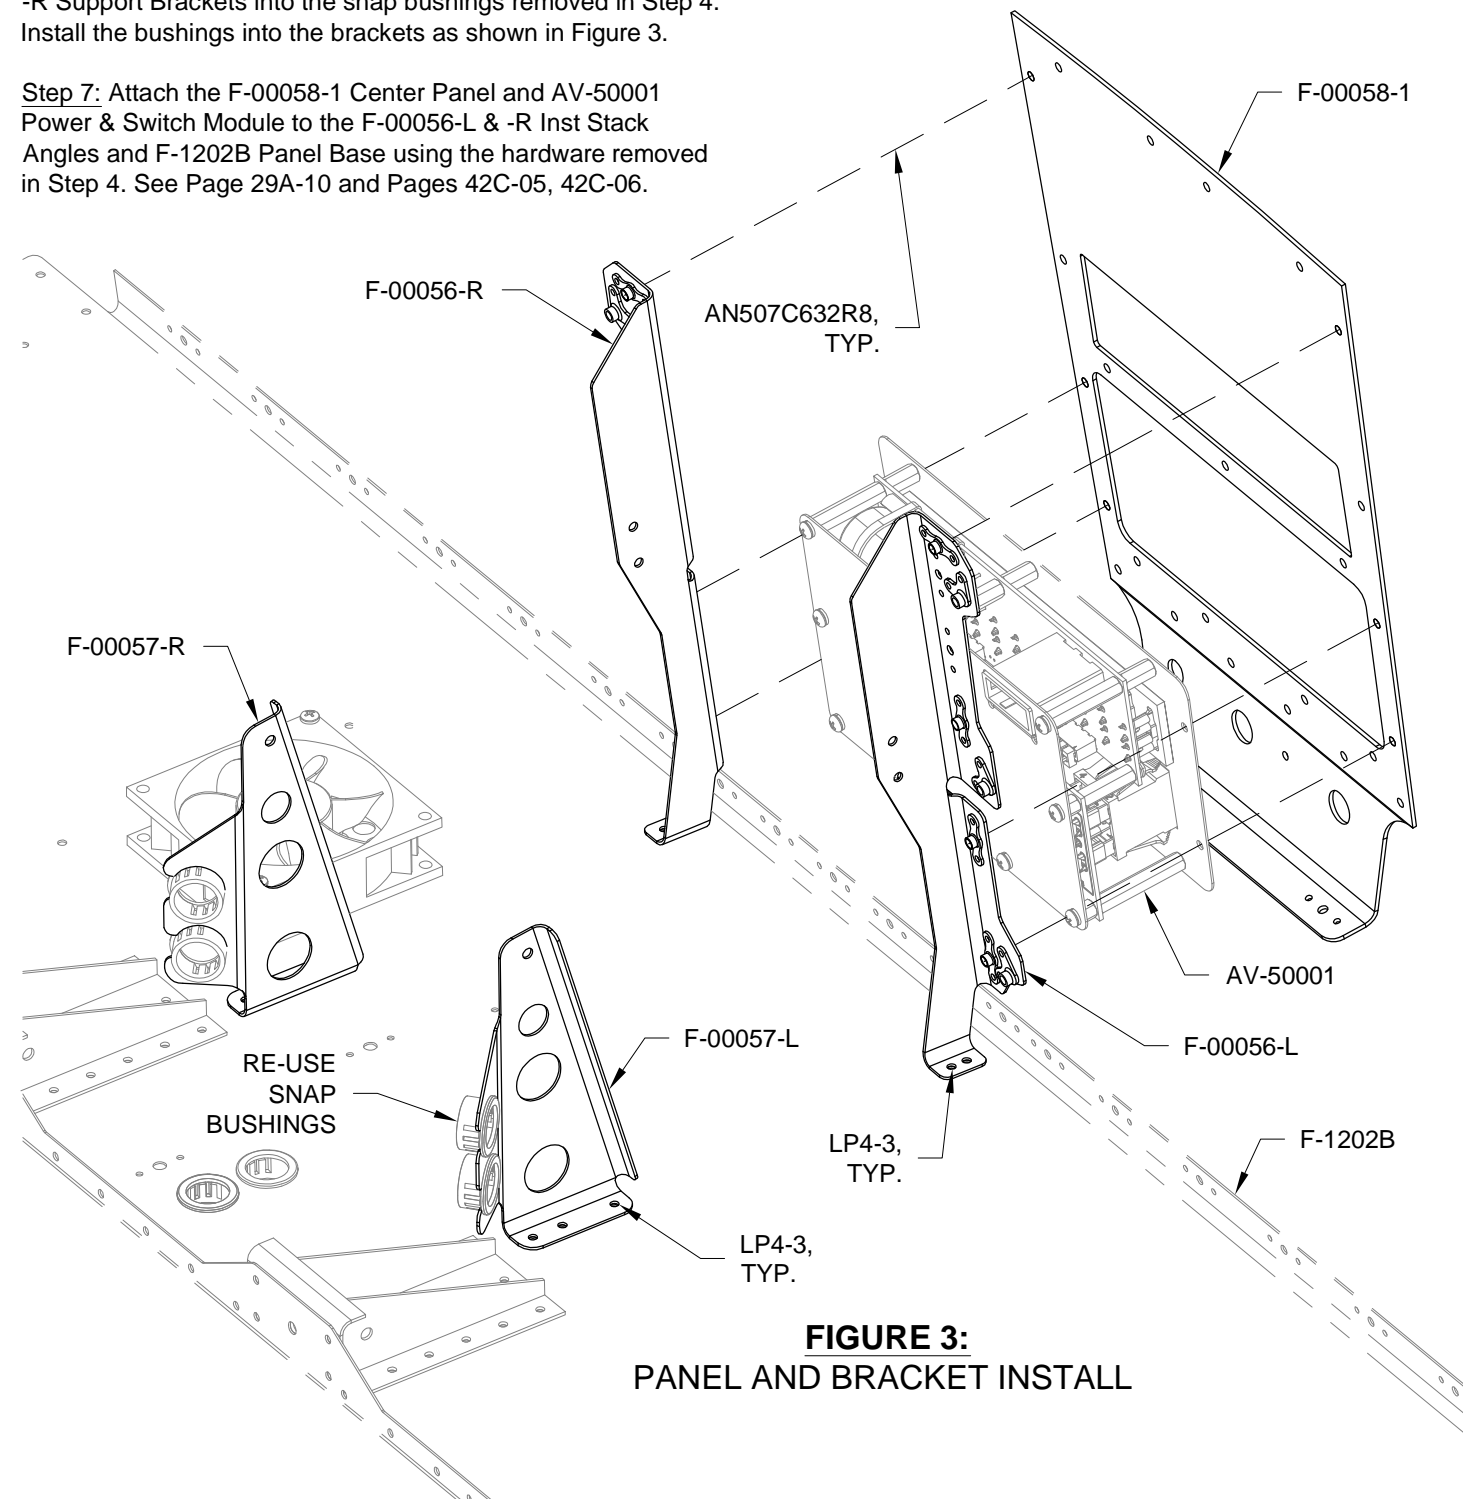 -R Support Brackets into the snap bushings removed in Step 4.
Install the bushings into the brackets as shown in Figure 3.
Step 7: Attach the F-00058-1 Center Panel and AV-50001
Power & Switch Module to the F-00056-L & -R Inst Stack
Angles and F-1202B Panel Base using the hardware removed
in Step 4. See Page 29A-10 and Pages 42C-05, 42C-06.
F-00058-1
F-00056-R
AN507C632R8,
TYP.
F-00057-R
AV-50001
F-00057-L
F-00056-L
RE-USE
SNAP
BUSHINGS
LP4-3,
TYP.
F-1202B
LP4-3,
TYP.
FIGURE 3:
PANEL AND BRACKET INSTALL